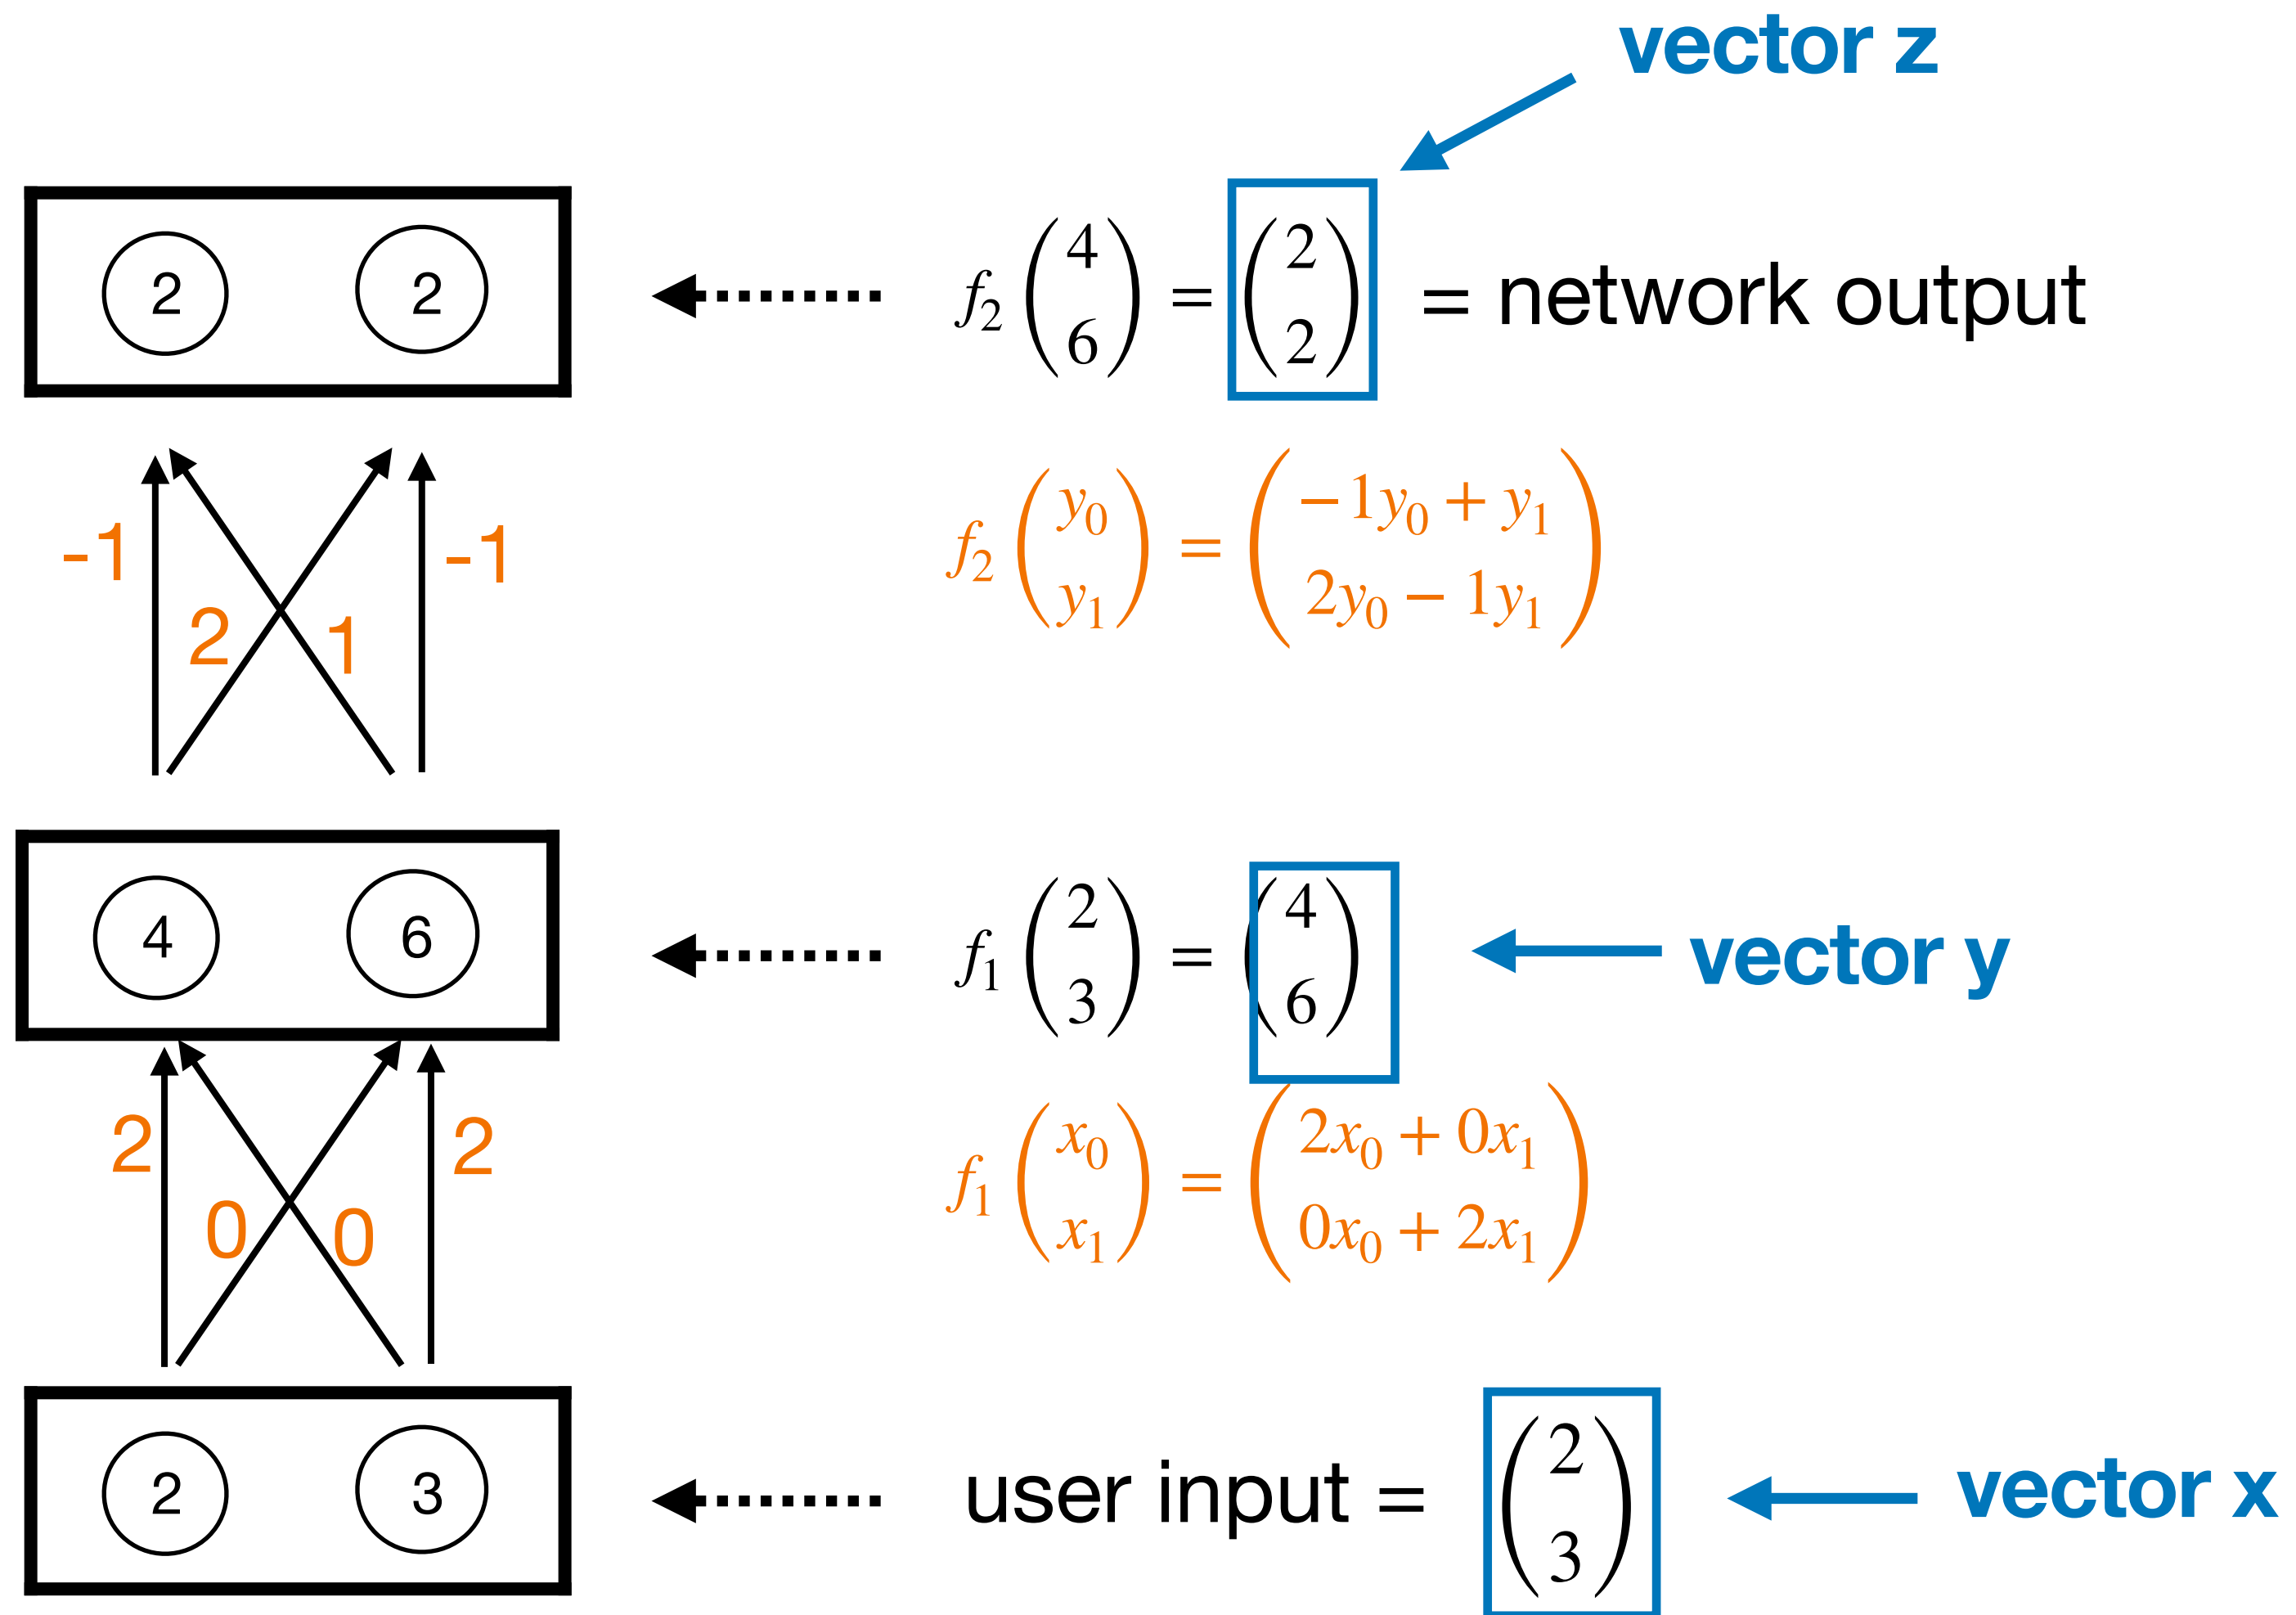 vector z
2 2
f₂ (4 6) = (2 2) = network output
f₂ (y₀ y₁) = (−1y₀ + y₁ 2y₀ − 1y₁)
-1 2 1 -1
4 6
f₁ (2 3) = (4 6)
vector y
f₁ (x₀ x₁) = (2x₀ + 0x₁ 0x₀ + 2x₁)
2 0 0 2
2 3
user input = (2 3)
vector x